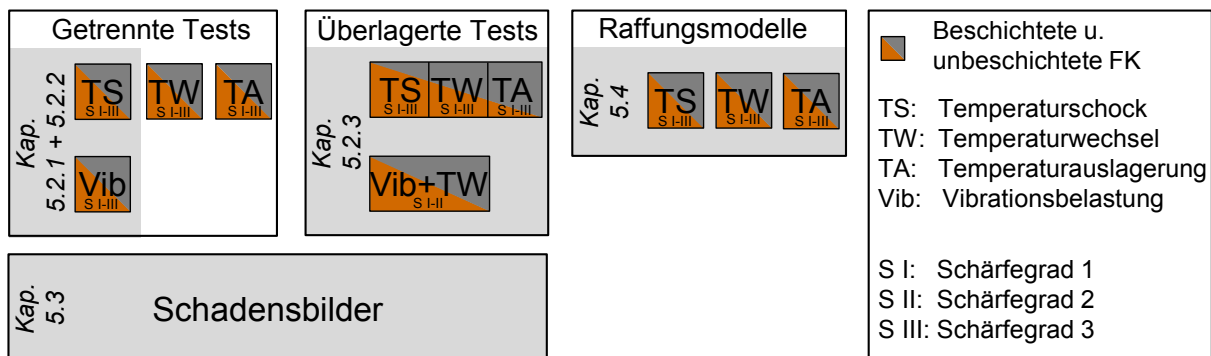 Getrennte Tests
Kap.
5.2.1 + 5.2.2
TS
S I-III
TW
S I-III
TA
S I-III
Vib
S I-III
Überlagerte Tests
Kap.
5.2.3
TS
S I-III
TW
S I-III
TA
S I-III
Vib+TW
S I-II
Raffungsmodelle
Kap.
5.4
TS
S I-III
TW
S I-III
TA
S I-III
Kap.
5.3
Schadensbilder
Beschichtete u.
unbeschichtete FK
TS: Temperaturschock
TW: Temperaturwechsel
TA: Temperaturauslagerung
Vib: Vibrationsbelastung
S I: Schärfegrad 1
S II: Schärfegrad 2
S III: Schärfegrad 3